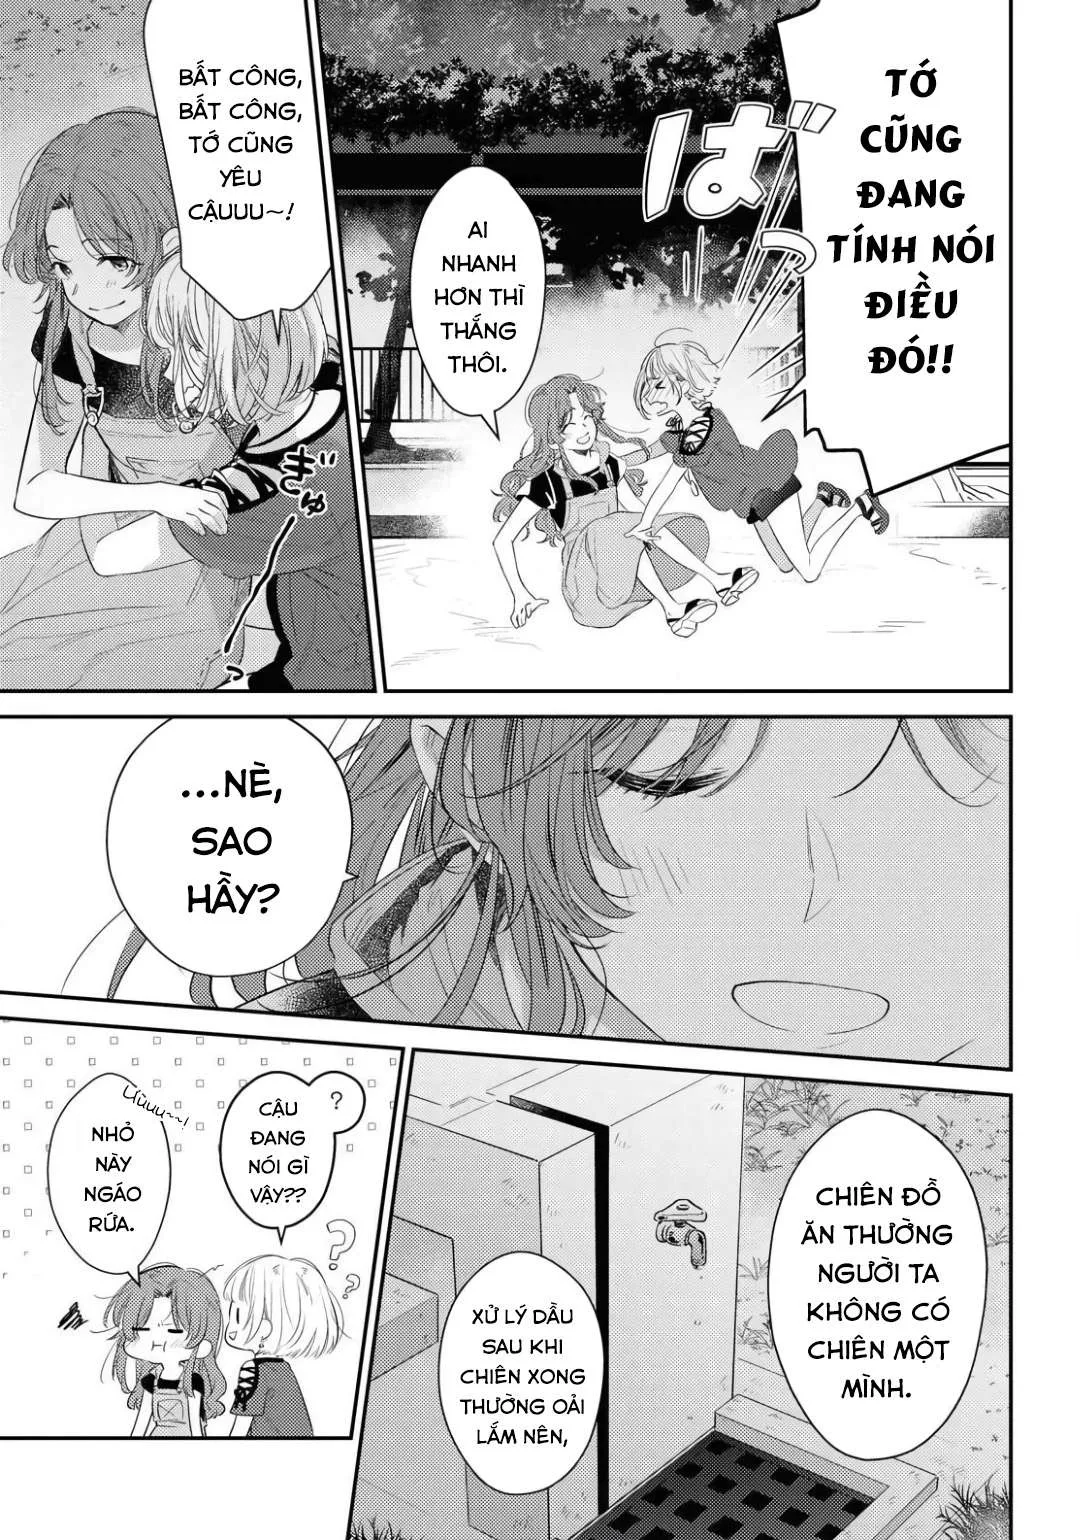 TỚ
CŨNG
ĐANG
TÍNH NÓI
ĐIỀU
ĐÓ!!
ばっ
AI
NHANH
HƠN THÌ
THẮNG
THÔI.
BẤT CÔNG,
BẤT CÔNG,
TỚ CŨNG
YÊU
CẬUUU~!
ぎゅっ
...NÈ,
SAO
HẦY?
CHIÊN ĐỒ
ĂN THƯỜNG
NGƯỜI TA
KHÔNG CÓ
CHIÊN MỘT
MÌNH.
XỬ LÝ DẦU
SAU KHI
CHIÊN XONG
THƯỜNG OẢI
LẮM NÊN,
?
CẬU
ĐANG
NÓI GÌ
VẬY??
? ?
NHỎ
NÀY
NGÁO
RỨA.